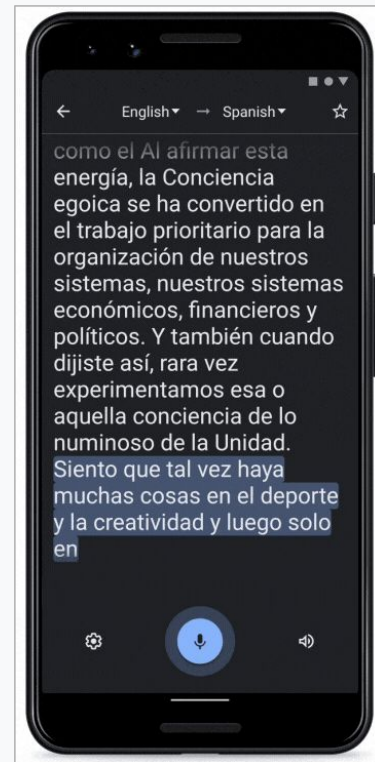 English Spanish
como el Al afirmar esta
energía, la Conciencia
egoica se ha convertido en
el trabajo prioritario para la
organización de nuestros
sistemas, nuestros sistemas
económicos, financieros y
políticos. Y también cuando
dijiste así, rara vez
experimentamos esa o
aquella conciencia de lo
numinoso de la Unidad.
Siento que tal vez haya
muchas cosas en el deporte
y la creatividad y luego solo
en